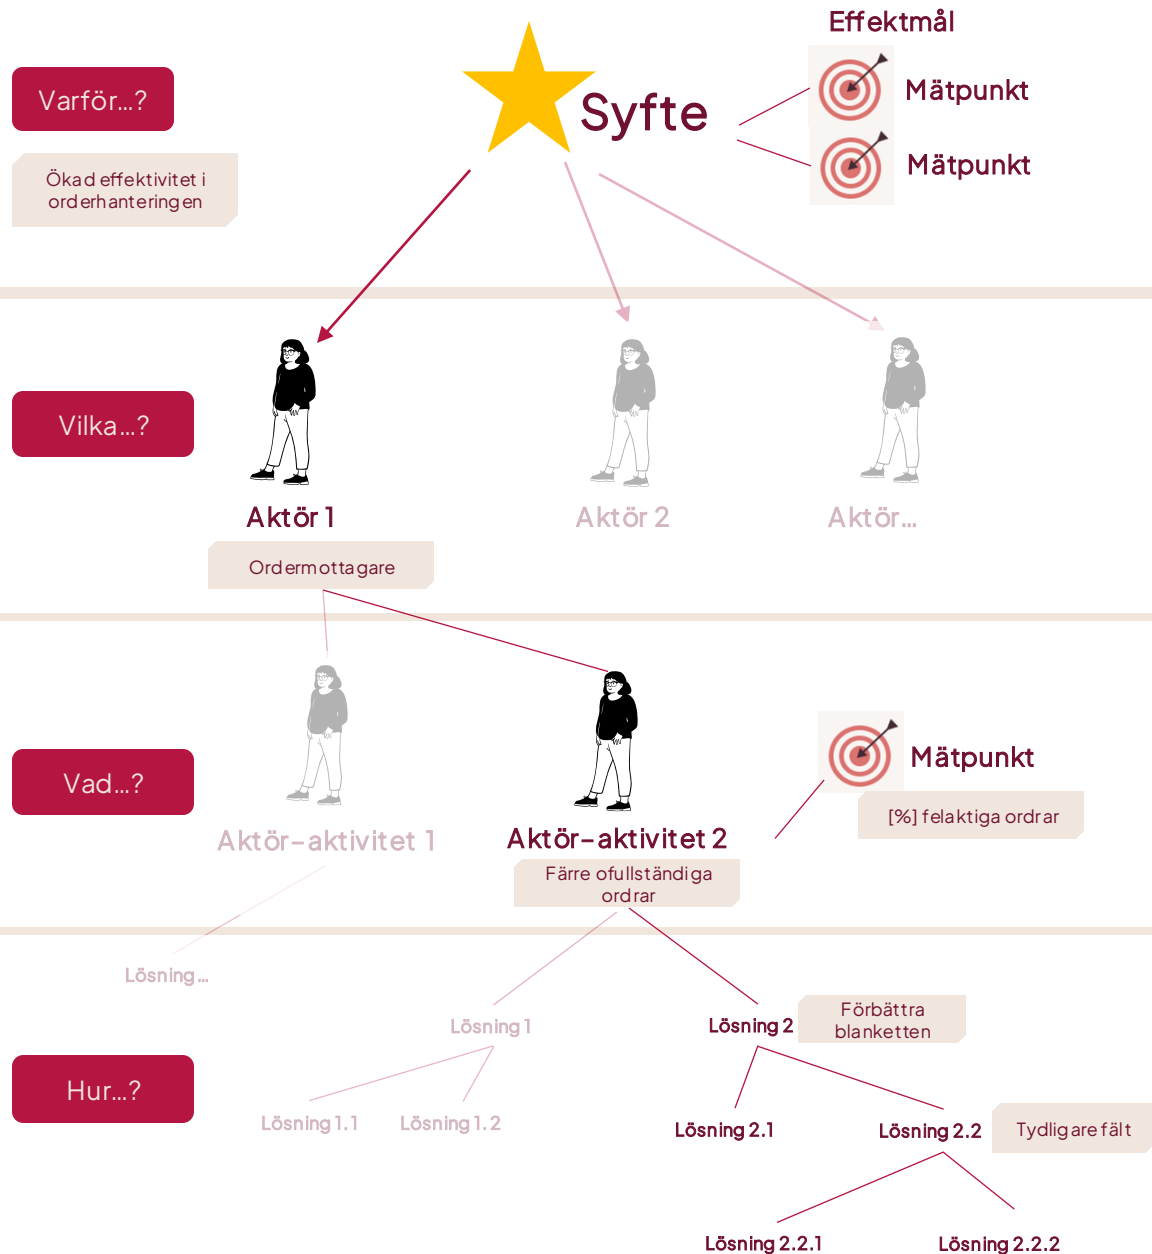 Effektmål
Varför...?
Syfte
Mätpunkt
Mätpunkt
Ökad effektivitet i
orderhanteringen
Vilka...?
Aktör 1
Aktör 2
Aktör...
Ordermottagare
Vad...?
Mätpunkt
[%] felaktiga ordrar
Aktör-aktivitet 1
Aktör-aktivitet 2
Färre ofullständiga
ordrar
Lösning...
Lösning 1
Lösning 2
Förbättra
blanketten
Hur...?
Lösning 1.1
Lösning 1.2
Lösning 2.1
Lösning 2.2
Tydligare fält
Lösning 2.2.1
Lösning 2.2.2